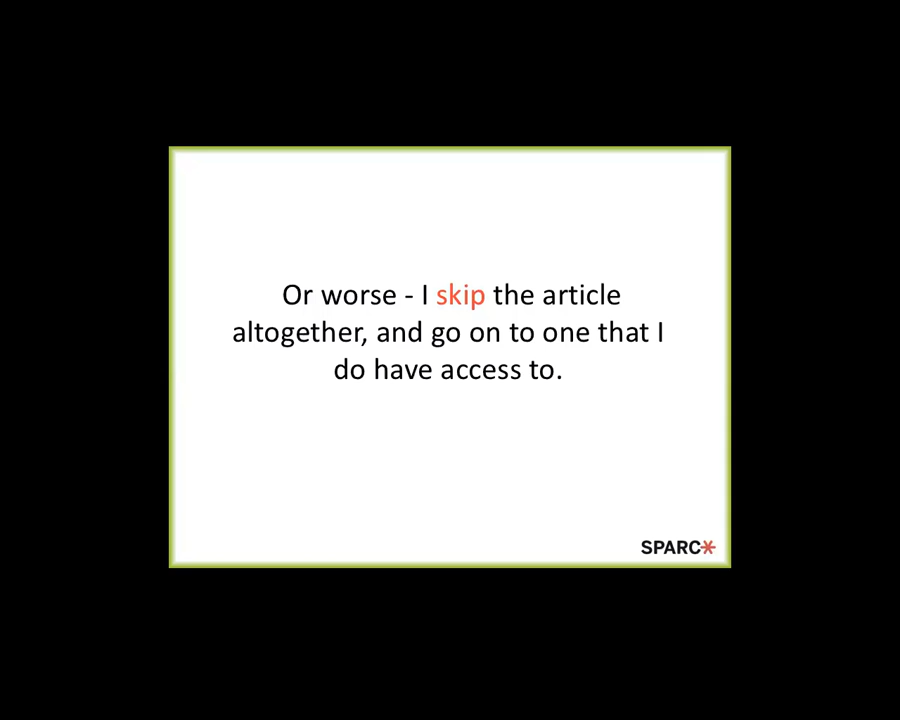 Or worse - I skip the article
altogether, and go on to one that I
do have access to.
SPARC*